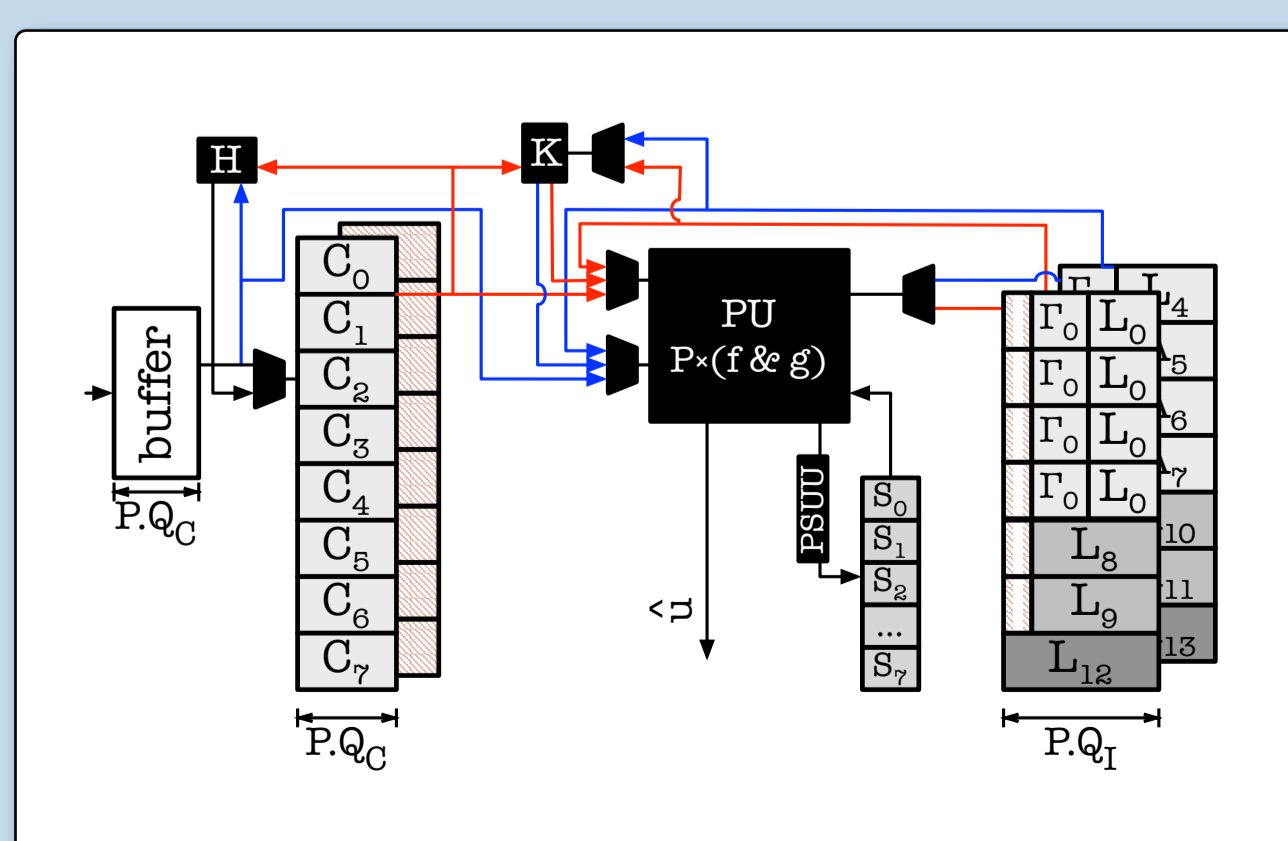 H
K
buffer
P.Q_C
C_0
C_1
C_2
C_3
C_4
C_5
C_6
C_7
P.Q_C
PU
P×(f & g)
û
PSUU
S_0
S_1
S_2
...
S_7
Γ_0 L_0
Γ_0 L_0
Γ_0 L_0
Γ_0 L_0
L_8
L_9
L_12
L_4
5
6
7
10
11
13
P.Q_I